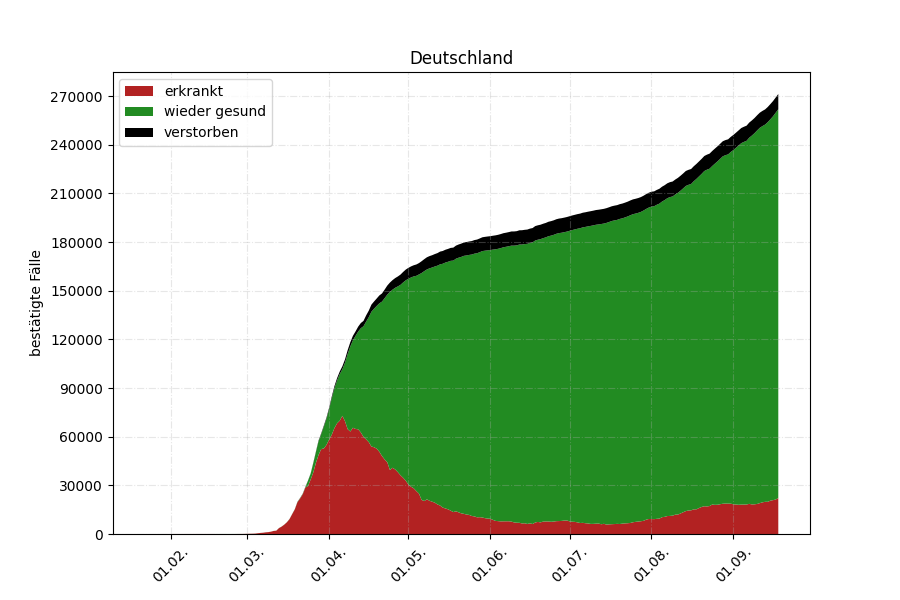 Deutschland
erkrankt
wieder gesund
verstorben
bestätigte Fälle
270000
240000
210000
180000
150000
120000
90000
60000
30000
0
01.02. 01.03. 01.04. 01.05. 01.06. 01.07. 01.08. 01.09.